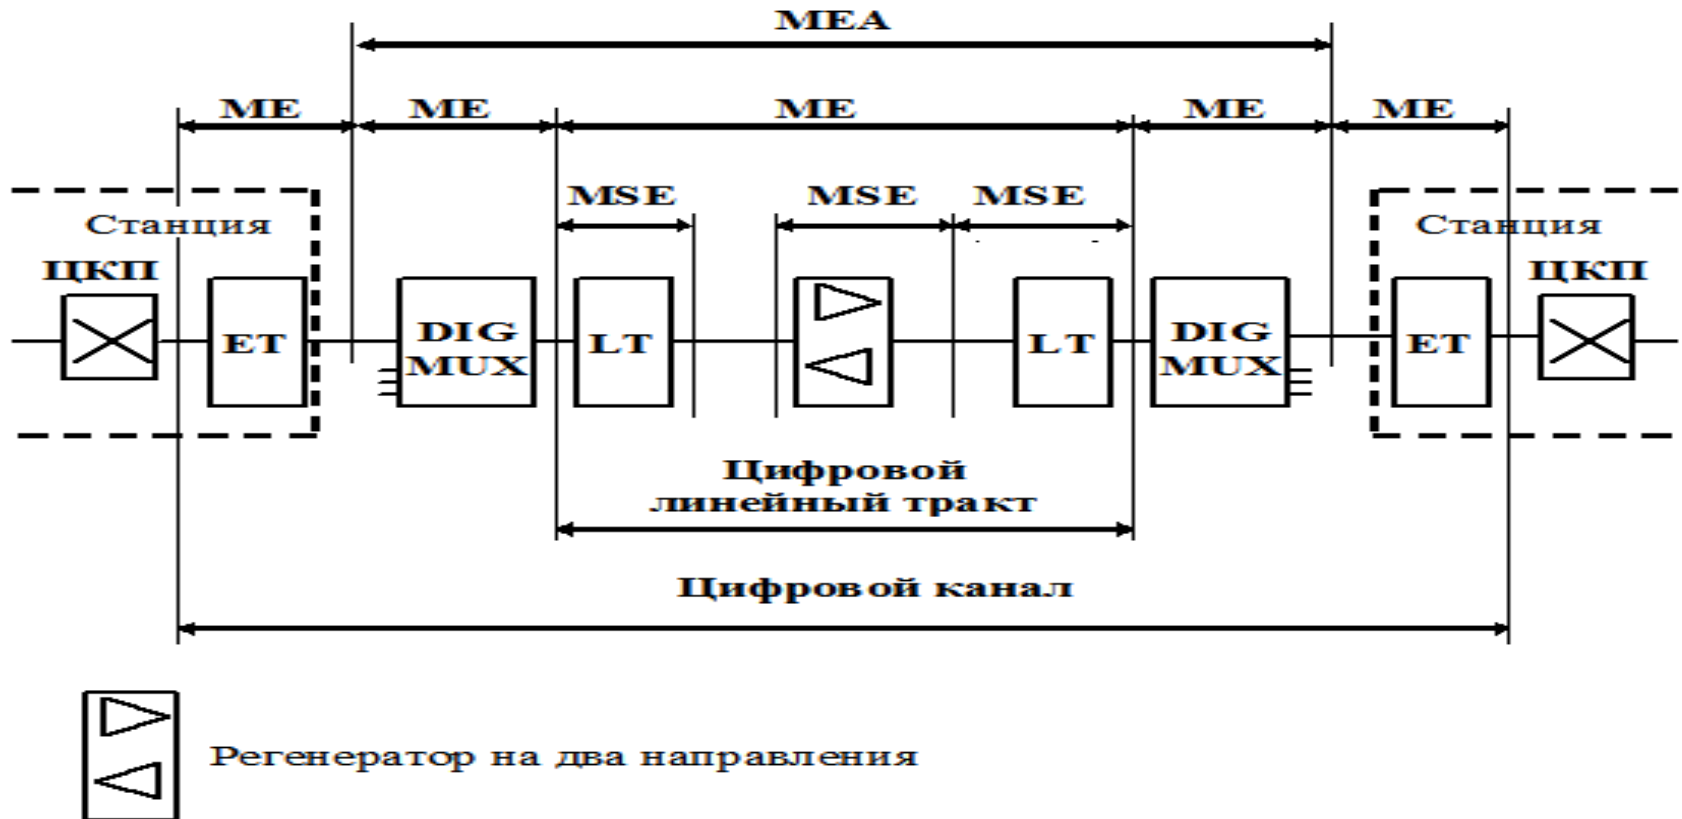 MEA
ME ME ME ME ME
MSE MSE MSE
Станция Станция
ЦКП ЦКП
ET DIG MUX LT LT DIG MUX ET
Цифровой
линейный тракт
Цифровой канал
Регенератор на два направления